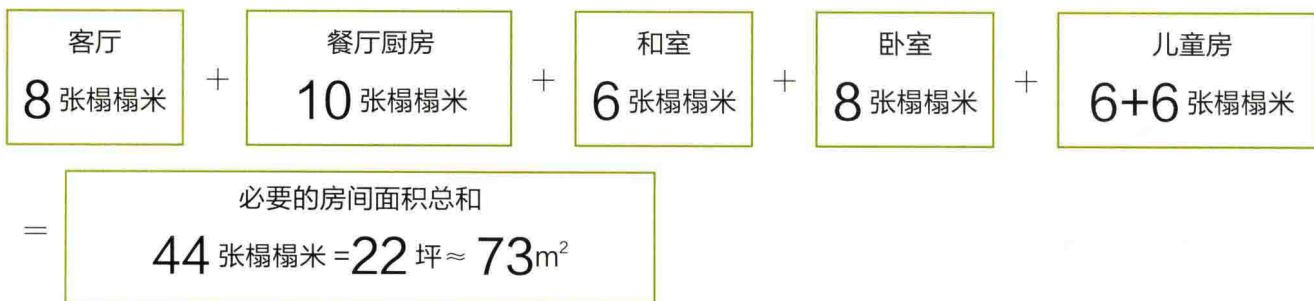 客厅
8 张榻榻米
+
餐厅厨房
10 张榻榻米
+
和室
6 张榻榻米
+
卧室
8 张榻榻米
+
儿童房
6+6 张榻榻米
=
必要的房间面积总和
44 张榻榻米 =22 坪≈ 73m²